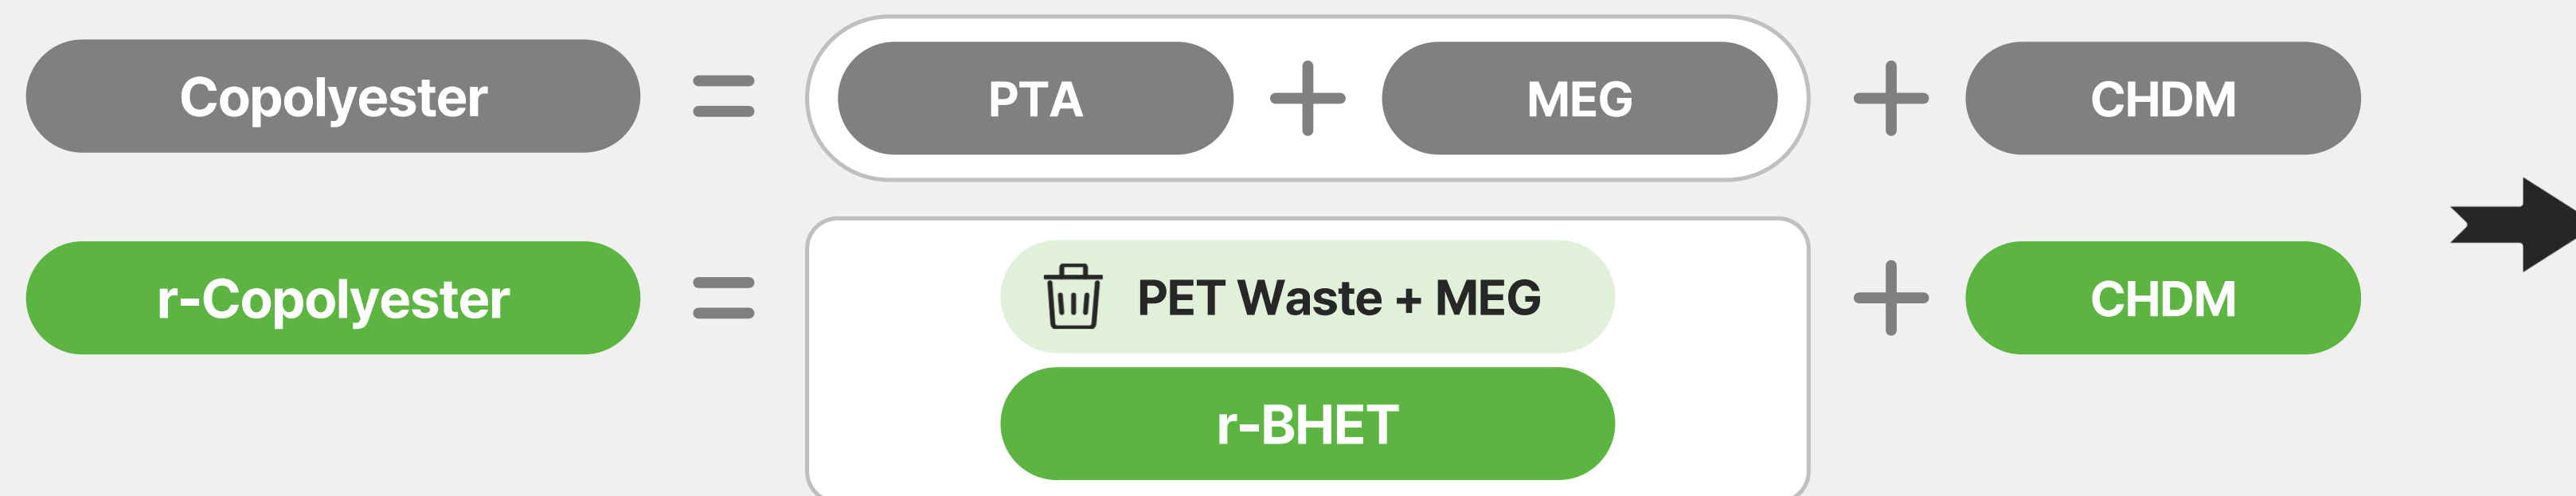 Copolyester = PTA + MEG + CHDM
r-Copolyester = PET Waste + MEG + CHDM
r-BHET